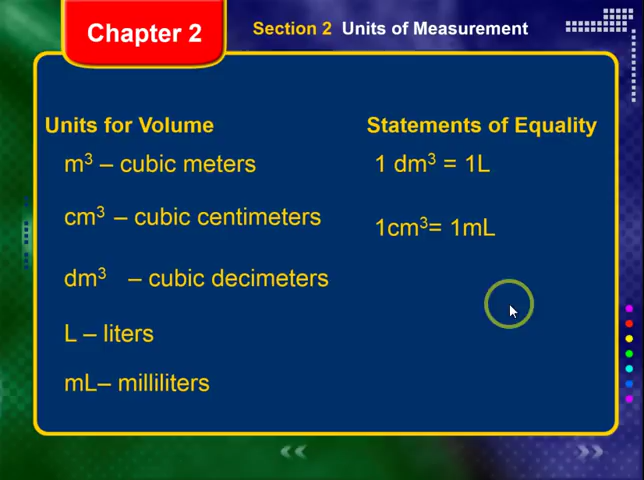 Chapter 2
Section 2 Units of Measurement
Units for Volume
m³ – cubic meters
cm³ – cubic centimeters
dm³ – cubic decimeters
L – liters
mL– milliliters
Statements of Equality
1 dm³ = 1L
1cm³= 1mL